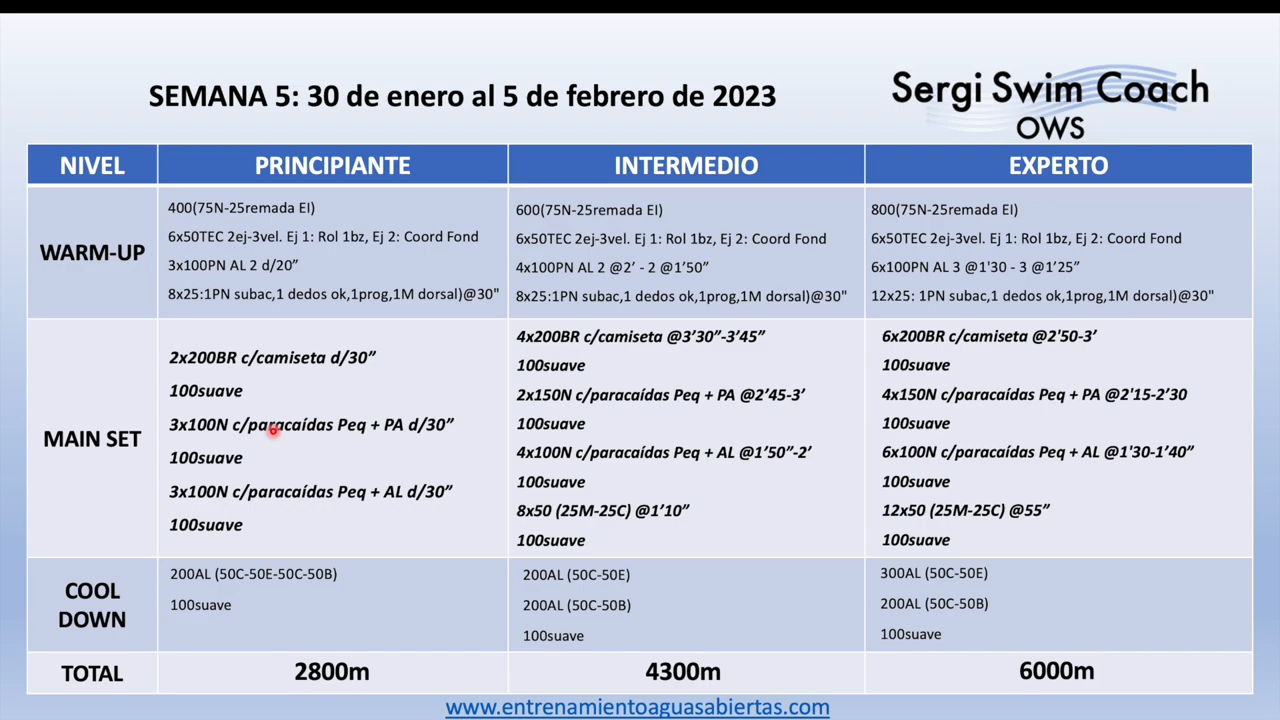 SEMANA 5: 30 de enero al 5 de febrero de 2023
Sergi Swim Coach
OWS
NIVEL
PRINCIPIANTE
INTERMEDIO
EXPERTO
WARM-UP
400(75N-25remada EI)
6x50TEC 2ej-3vel. Ej 1: Rol 1bz, Ej 2: Coord Fond
3x100PN AL 2 d/20”
8x25:1PN subac,1 dedos ok,1prog,1M dorsal)@30"
600(75N-25remada EI)
6x50TEC 2ej-3vel. Ej 1: Rol 1bz, Ej 2: Coord Fond
4x100PN AL 2 @2’ - 2 @1’50”
8x25:1PN subac,1 dedos ok,1prog,1M dorsal)@30"
800(75N-25remada EI)
6x50TEC 2ej-3vel. Ej 1: Rol 1bz, Ej 2: Coord Fond
6x100PN AL 3 @1'30 - 3 @1’25”
12x25: 1PN subac,1 dedos ok,1prog,1M dorsal)@30"
MAIN SET
2x200BR c/camiseta d/30”
100suave
3x100N c/paracaídas Peq + PA d/30”
100suave
3x100N c/paracaídas Peq + AL d/30”
100suave
4x200BR c/camiseta @3’30”-3’45”
100suave
2x150N c/paracaídas Peq + PA @2’45-3’
100suave
4x100N c/paracaídas Peq + AL @1’50”-2’
100suave
8x50 (25M-25C) @1’10”
100suave
6x200BR c/camiseta @2'50-3’
100suave
4x150N c/paracaídas Peq + PA @2'15-2’30
100suave
6x100N c/paracaídas Peq + AL @1'30-1’40”
100suave
12x50 (25M-25C) @55”
100suave
COOL
DOWN
200AL (50C-50E-50C-50B)
100suave
200AL (50C-50E)
200AL (50C-50B)
100suave
300AL (50C-50E)
200AL (50C-50B)
100suave
TOTAL
2800m
4300m
6000m
www.entrenamientoaguasabiertas.com